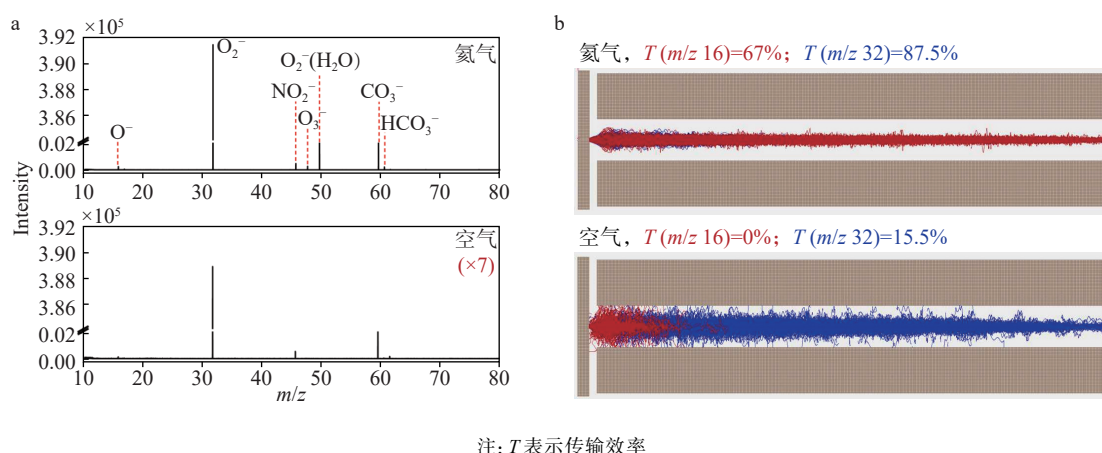 a
×10⁵
3.92
3.90
3.88
3.86
0.02
0.00
O₂⁻
氦气
O₂⁻(H₂O)
NO₂⁻
CO₃⁻
O₃⁻
HCO₃⁻
O⁻
10 20 30 40 50 60 70 80
Intensity
×10⁵
3.92
3.90
3.88
3.86
0.02
0.00
空气
(×7)
10 20 30 40 50 60 70 80
m/z
b
氦气，T (m/z 16)=67%；T (m/z 32)=87.5%
空气，T (m/z 16)=0%；T (m/z 32)=15.5%
注：T 表示传输效率